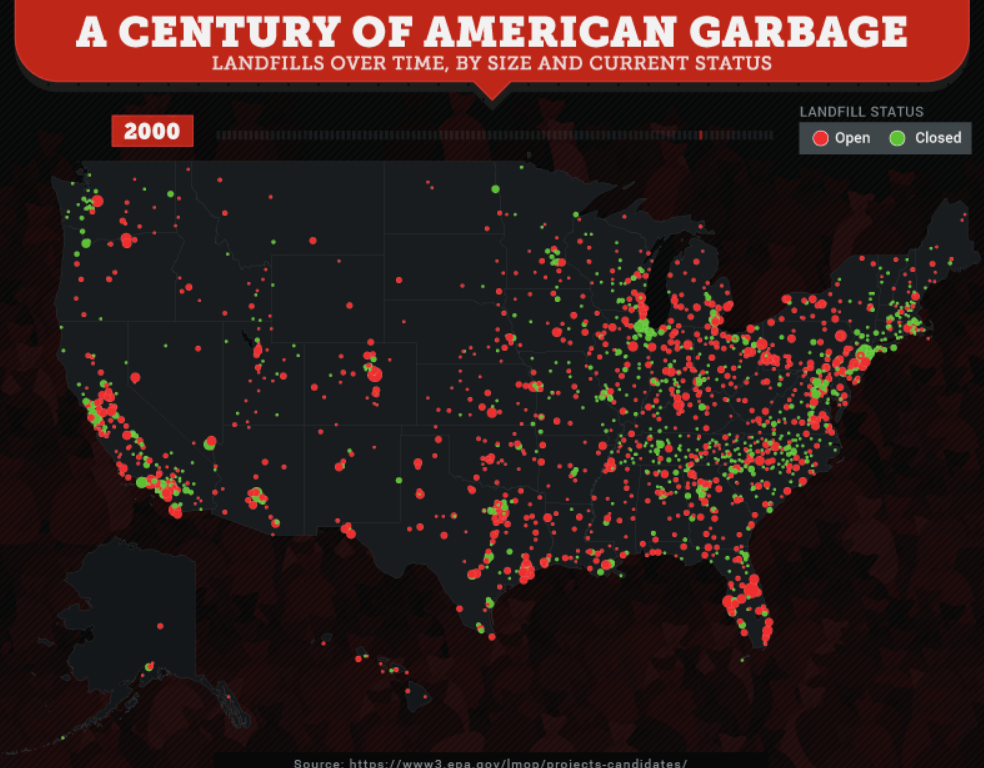 A CENTURY OF AMERICAN GARBAGE
LANDFILLS OVER TIME, BY SIZE AND CURRENT STATUS
2000
LANDFILL STATUS
Open Closed
Source: https://www3.epa.gov/lmop/projects-candidates/